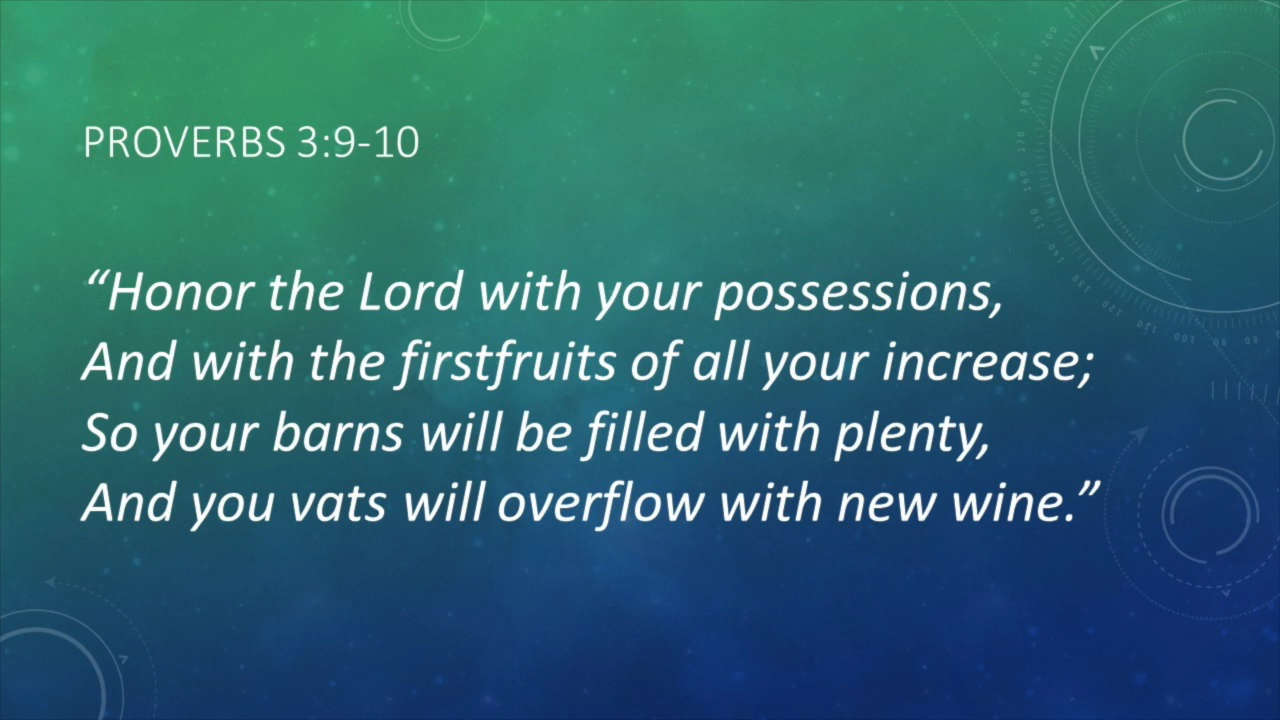 PROVERBS 3:9-10
“Honor the Lord with your possessions,
And with the firstfruits of all your increase;
So your barns will be filled with plenty,
And you vats will overflow with new wine.”